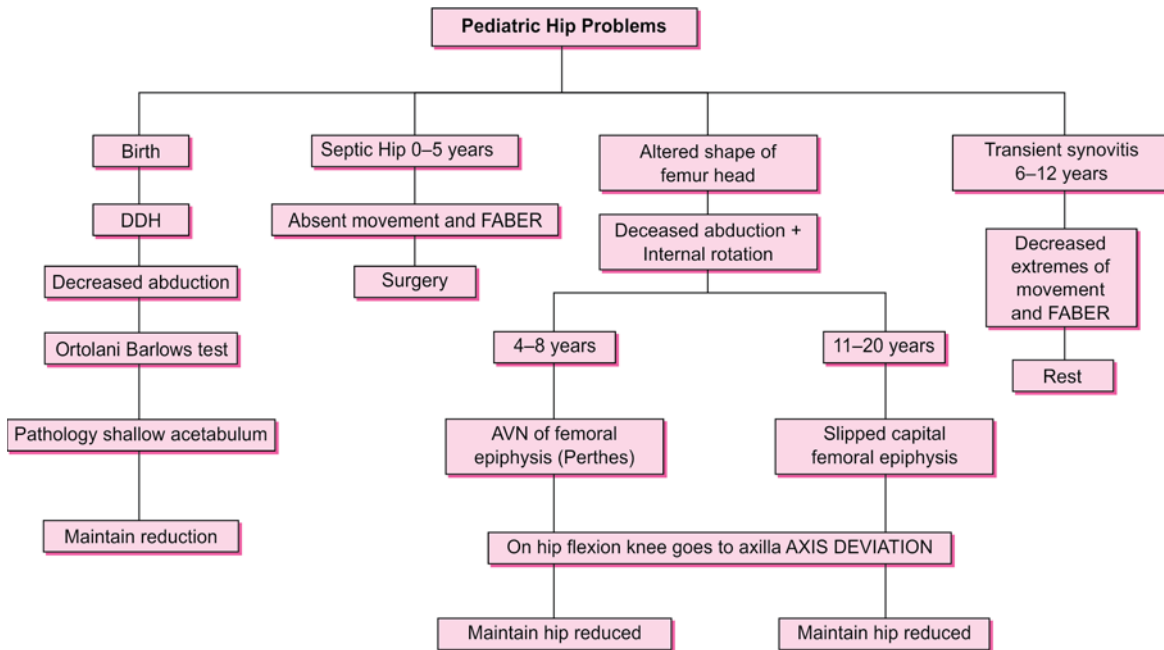 Pediatric Hip Problems
Birth
DDH
Decreased abduction
Ortolani Barlows test
Pathology shallow acetabulum
Maintain reduction
Septic Hip 0–5 years
Absent movement and FABER
Surgery
Altered shape of
femur head
Deceased abduction +
Internal rotation
4–8 years
AVN of femoral
epiphysis (Perthes)
11–20 years
Slipped capital
femoral epiphysis
On hip flexion knee goes to axilla AXIS DEVIATION
Maintain hip reduced
Maintain hip reduced
Transient synovitis
6–12 years
Decreased
extremes of
movement
and FABER
Rest